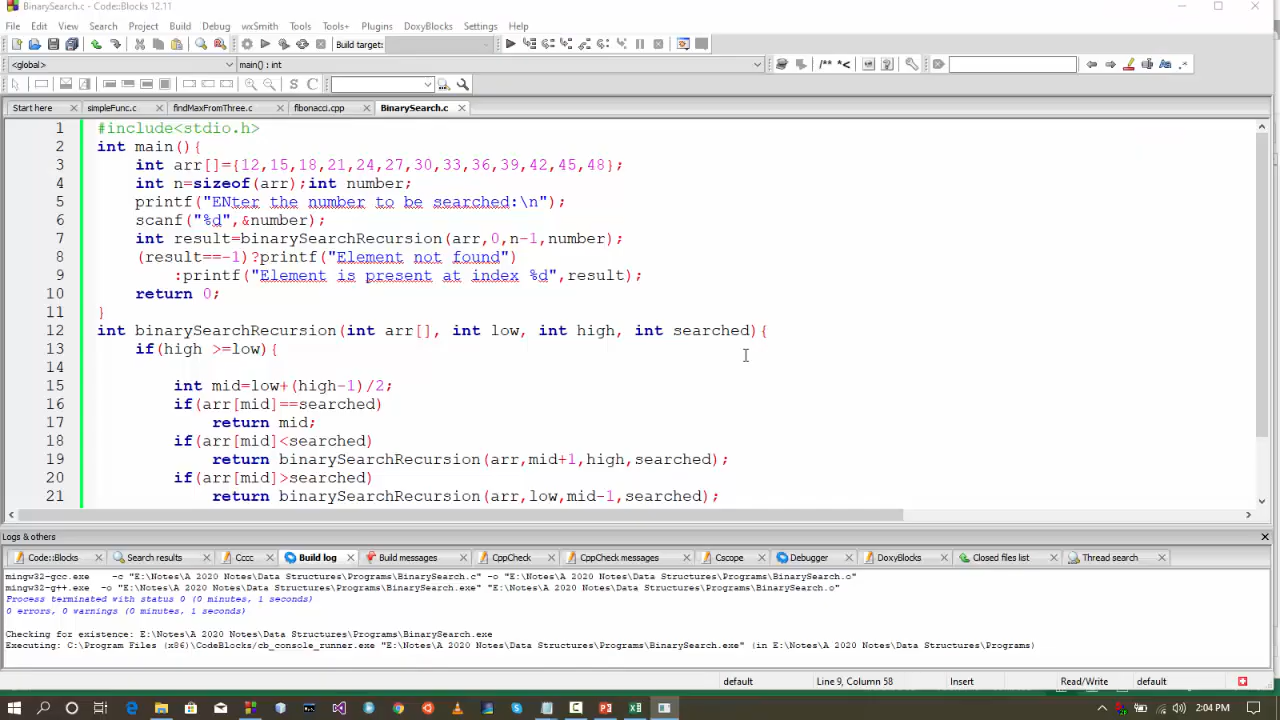 BinarySearch.c - Code::Blocks 12.11
File Edit View Search Project Build Debug wxSmith Tools Tools+ Plugins DoxyBlocks Settings Help
Build target:
<global> main() : int /** *< Aa .*
S C
Start here simpleFunc.c findMaxFromThree.c fibonacci.cpp BinarySearch.c
1 #include<stdio.h>
2 int main(){
3 int arr[]={12,15,18,21,24,27,30,33,36,39,42,45,48};
4 int n=sizeof(arr);int number;
5 printf("ENter the number to be searched:\n");
6 scanf("%d",&number);
7 int result=binarySearchRecursion(arr,0,n-1,number);
8 (result==-1)?printf("Element not found")
9 :printf("Element is present at index %d",result);
10 return 0;
11 }
12 int binarySearchRecursion(int arr[], int low, int high, int searched){
13 if(high >=low){
14
15 int mid=low+(high-1)/2;
16 if(arr[mid]==searched)
17 return mid;
18 if(arr[mid]<searched)
19 return binarySearchRecursion(arr,mid+1,high,searched);
20 if(arr[mid]>searched)
21 return binarySearchRecursion(arr,low,mid-1,searched);
Logs & others
Code::Blocks Search results Cccc Build log Build messages CppCheck CppCheck messages Cscope Debugger DoxyBlocks Closed files list Thread search
mingw32-gcc.exe -c "E:\Notes\A 2020 Notes\Data Structures\Programs\BinarySearch.c" -o "E:\Notes\A 2020 Notes\Data Structures\Programs\BinarySearch.o"
mingw32-g++.exe -o "E:\Notes\A 2020 Notes\Data Structures\Programs\BinarySearch.exe" "E:\Notes\A 2020 Notes\Data Structures\Programs\BinarySearch.o"
Process terminated with status 0 (0 minutes, 1 seconds)
0 errors, 0 warnings (0 minutes, 1 seconds)
Checking for existence: E:\Notes\A 2020 Notes\Data Structures\Programs\BinarySearch.exe
Executing: C:\Program Files (x86)\CodeBlocks/cb_console_runner.exe "E:\Notes\A 2020 Notes\Data Structures\Programs\BinarySearch.exe" (in E:\Notes\A 2020 Notes\Data Structures\Programs)
default Line 9, Column 58 Insert Read/Write default
2:04 PM